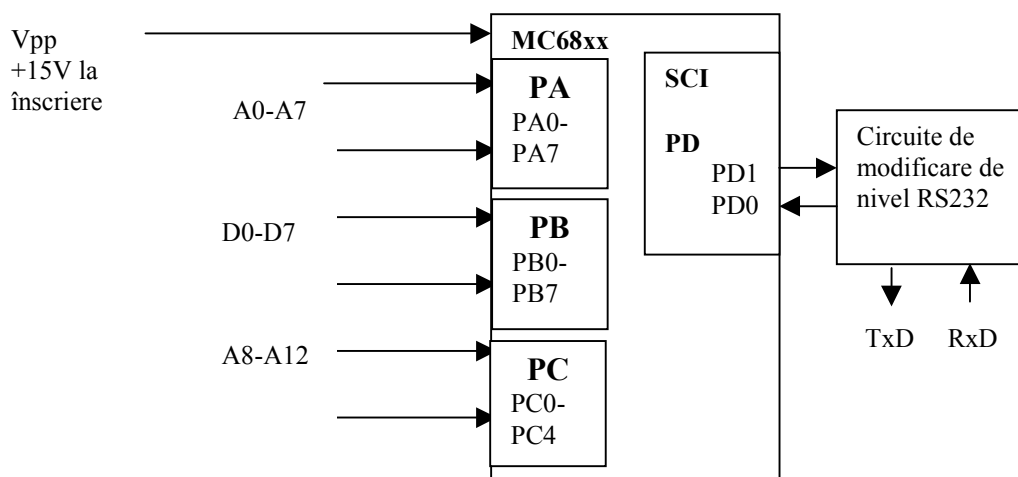 Vpp
+15V la
înscriere
A0-A7
D0-D7
A8-A12
MC68xx
PA
PA0-
PA7
PB
PB0-
PB7
PC
PC0-
PC4
SCI
PD
PD1
PD0
Circuite de
modificare de
nivel RS232
TxD
RxD